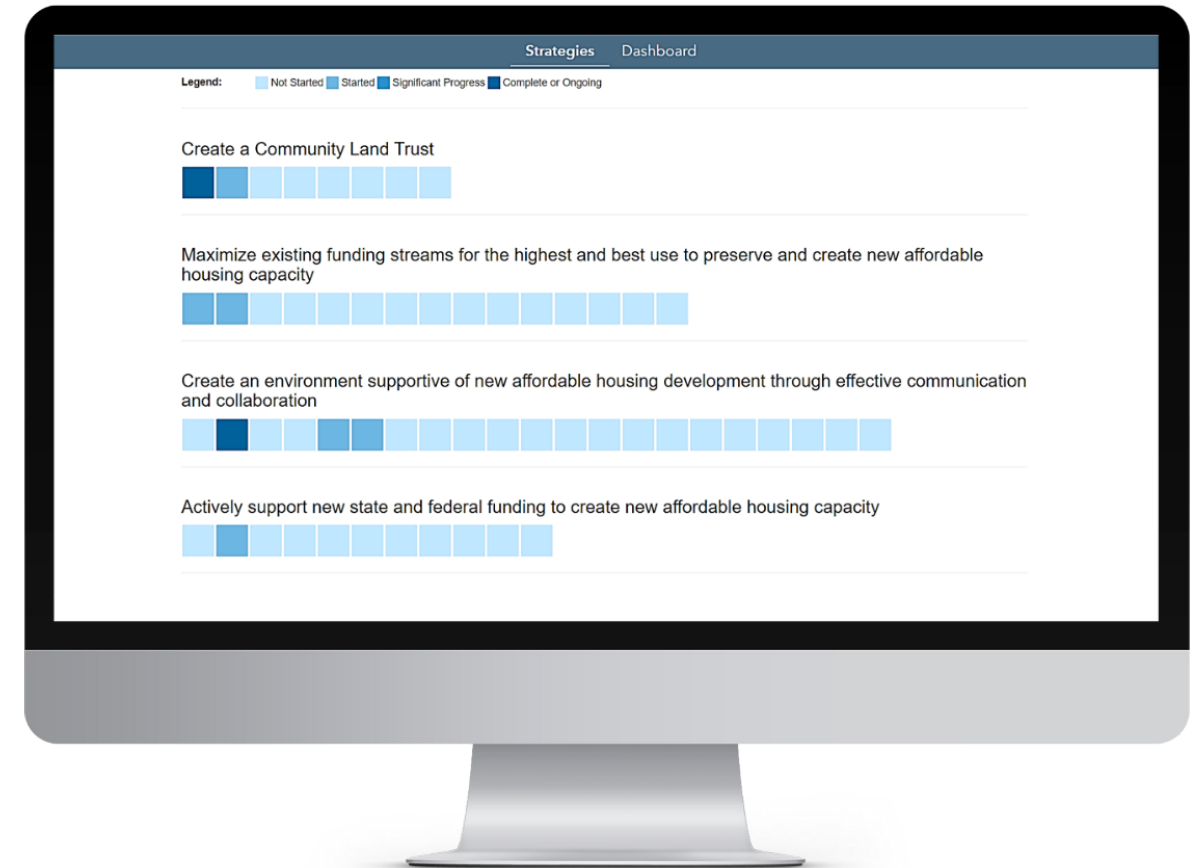 Strategies Dashboard
Legend: Not Started Started Significant Progress Complete or Ongoing
Create a Community Land Trust
Maximize existing funding streams for the highest and best use to preserve and create new affordable
housing capacity
Create an environment supportive of new affordable housing development through effective communication
and collaboration
Actively support new state and federal funding to create new affordable housing capacity